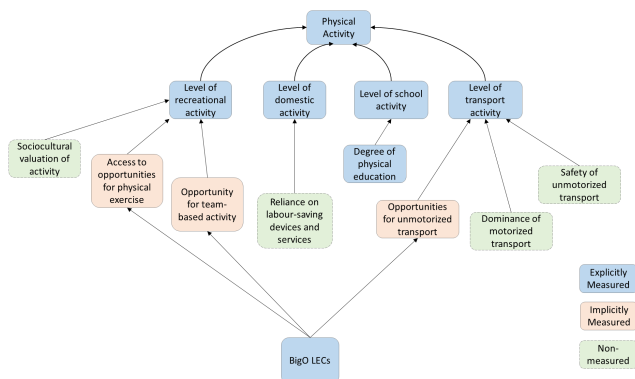 Physical
Activity
Level of
recreational
activity
Level of
domestic
activity
Level of school
activity
Level of
transport
activity
Sociocultural
valuation of
activity
Access to
opportunities
for physical
exercise
Opportunity
for team-
based activity
Reliance on
labour-saving
devices and
services
Degree of
physical
education
Opportunities
for unmotorized
transport
Dominance of
motorized
transport
Safety of
unmotorized
transport
BigO LECs
Explicitly
Measured
Implicitly
Measured
Non-
measured